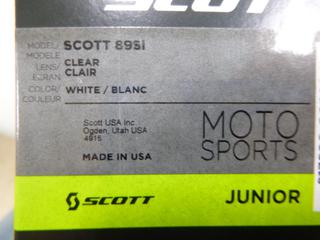 SCOTT
MODEL/ SCOTT 89Si
MODELE
LENS/ CLEAR
ECRAN CLAIR
COLOR/ WHITE / BLANC
COULEUR
Scott USA Inc.
Ogden, Utah USA
4915
MADE IN USA
MOTO
SPORTS
SCOTT
JUNIOR